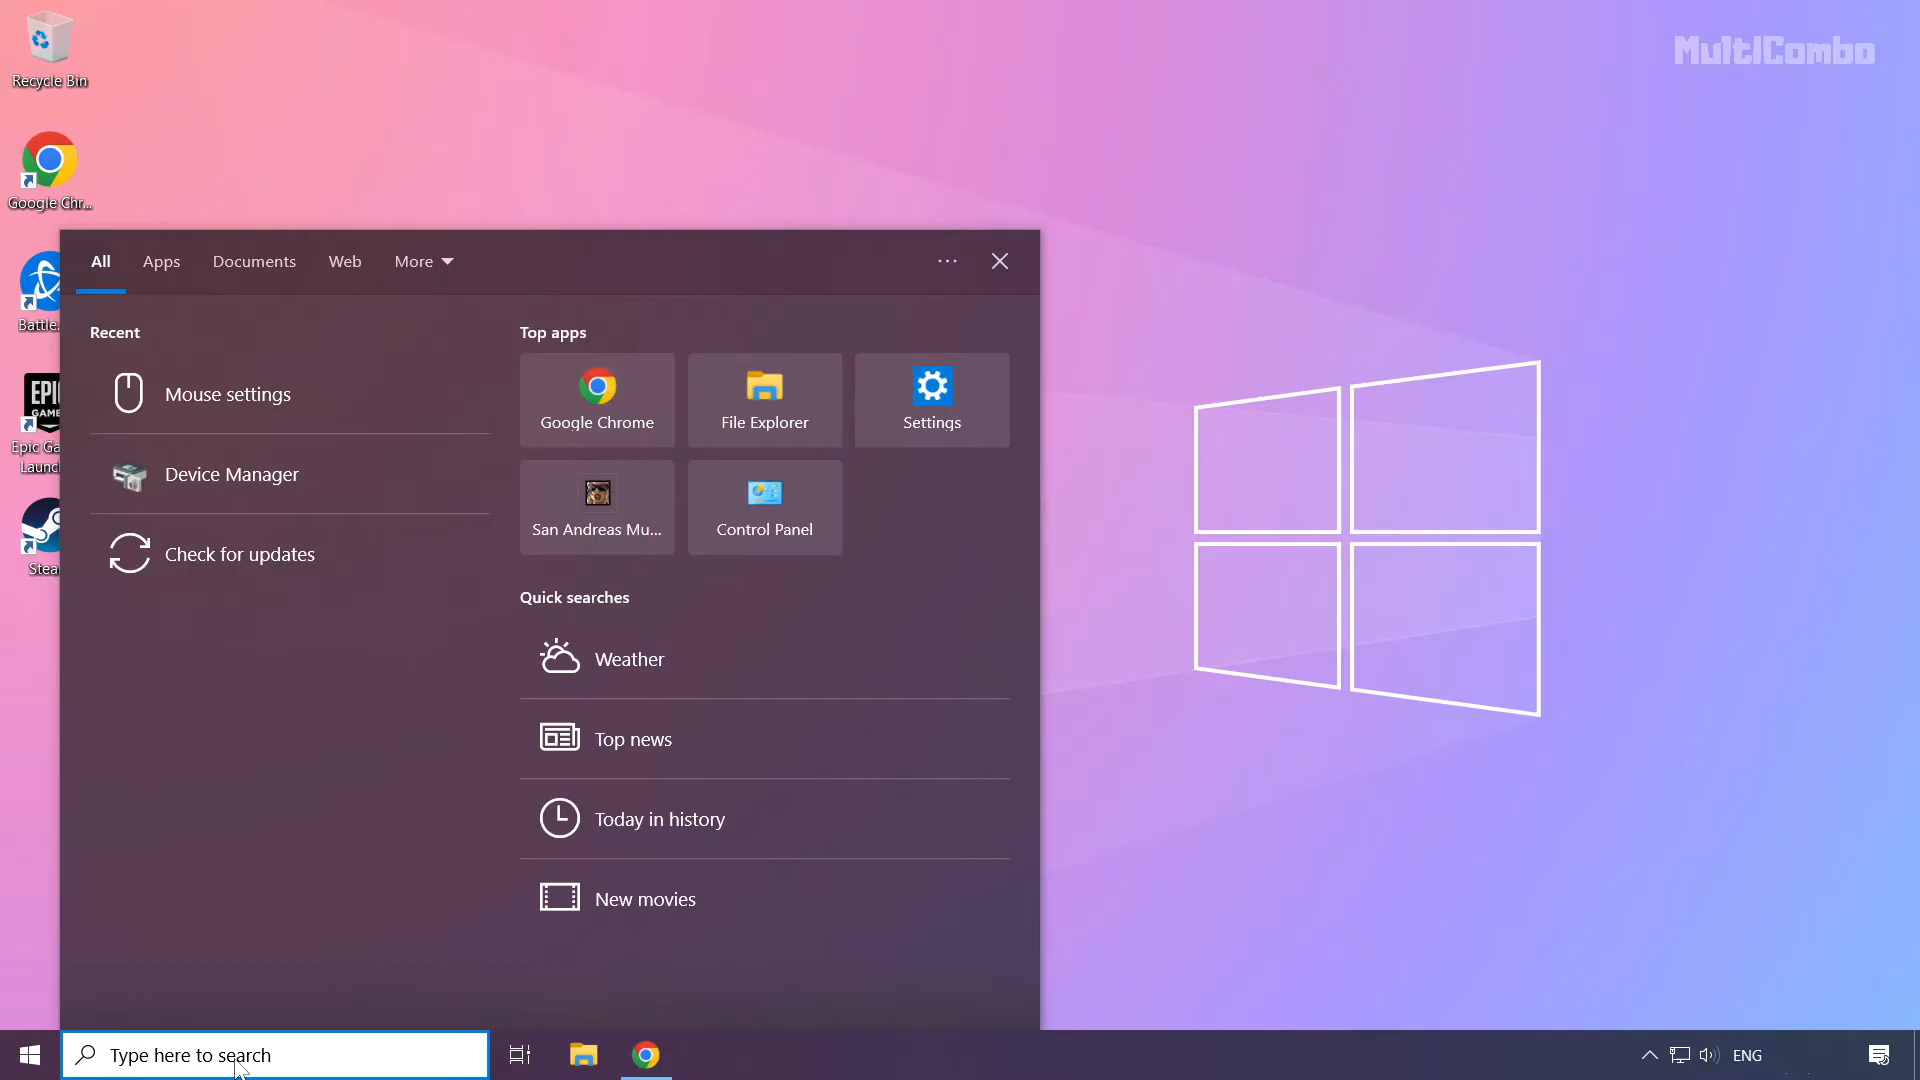 MultiCombo
Recycle Bin
Google Chr...
Battle.
EPIC
GAMES
Epic Ga
Launc
Stea
All
Apps
Documents
Web
More
Recent
Mouse settings
Device Manager
Check for updates
Top apps
Google Chrome
File Explorer
Settings
San Andreas Mu...
Control Panel
Quick searches
Weather
Top news
Today in history
New movies
Type here to search
ENG